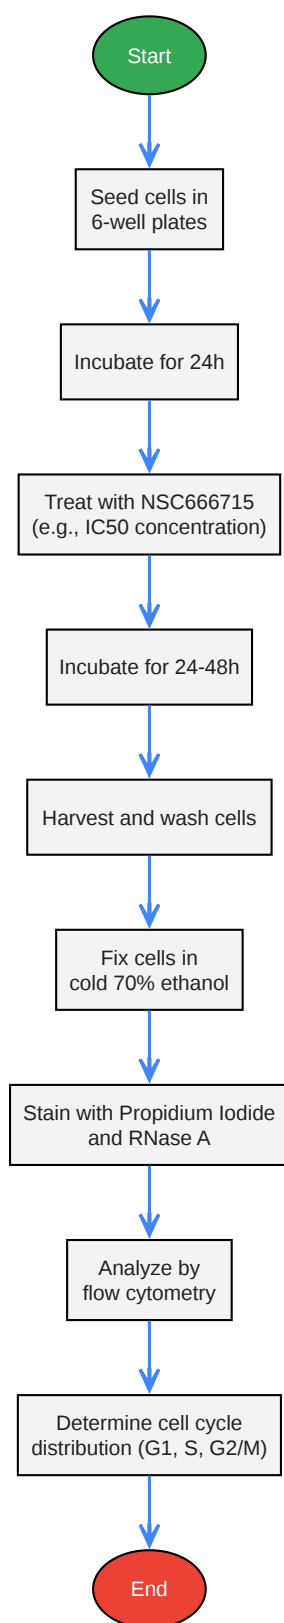 Start
Seed cells in
6-well plates
Incubate for 24h
Treat with NSC666715
(e.g., IC50 concentration)
Incubate for 24-48h
Harvest and wash cells
Fix cells in
cold 70% ethanol
Stain with Propidium Iodide
and RNase A
Analyze by
flow cytometry
Determine cell cycle
distribution (G1, S, G2/M)
End